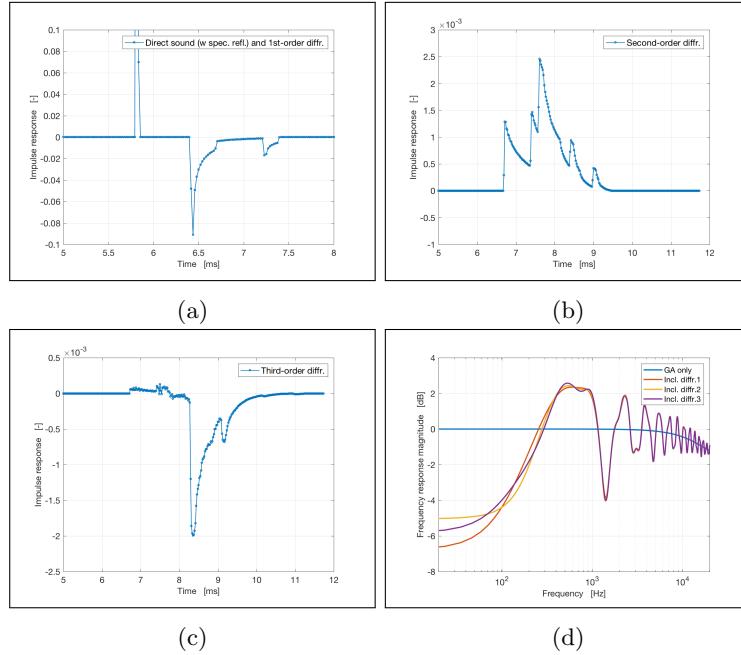 0.1
0.08
0.06
0.04
0.02
0
-0.02
-0.04
-0.06
-0.08
-0.1
Impulse response [-]
Direct sound (w spec. refl.) and 1st-order diffr.
5 5.5 6 6.5 7 7.5 8
Time [ms]
(a)
×10⁻³
3
2.5
2
1.5
1
0.5
0
-0.5
-1
Impulse response [-]
Second-order diffr.
5 6 7 8 9 10 11 12
Time [ms]
(b)
×10⁻³
0.5
0
-0.5
-1
-1.5
-2
-2.5
Impulse response [-]
Third-order diffr.
5 6 7 8 9 10 11 12
Time [ms]
(c)
4
2
0
-2
-4
-6
-8
Frequency response magnitude [dB]
GA only
Incl. diffr.1
Incl. diffr.2
Incl. diffr.3
10² 10³ 10⁴
Frequency [Hz]
(d)